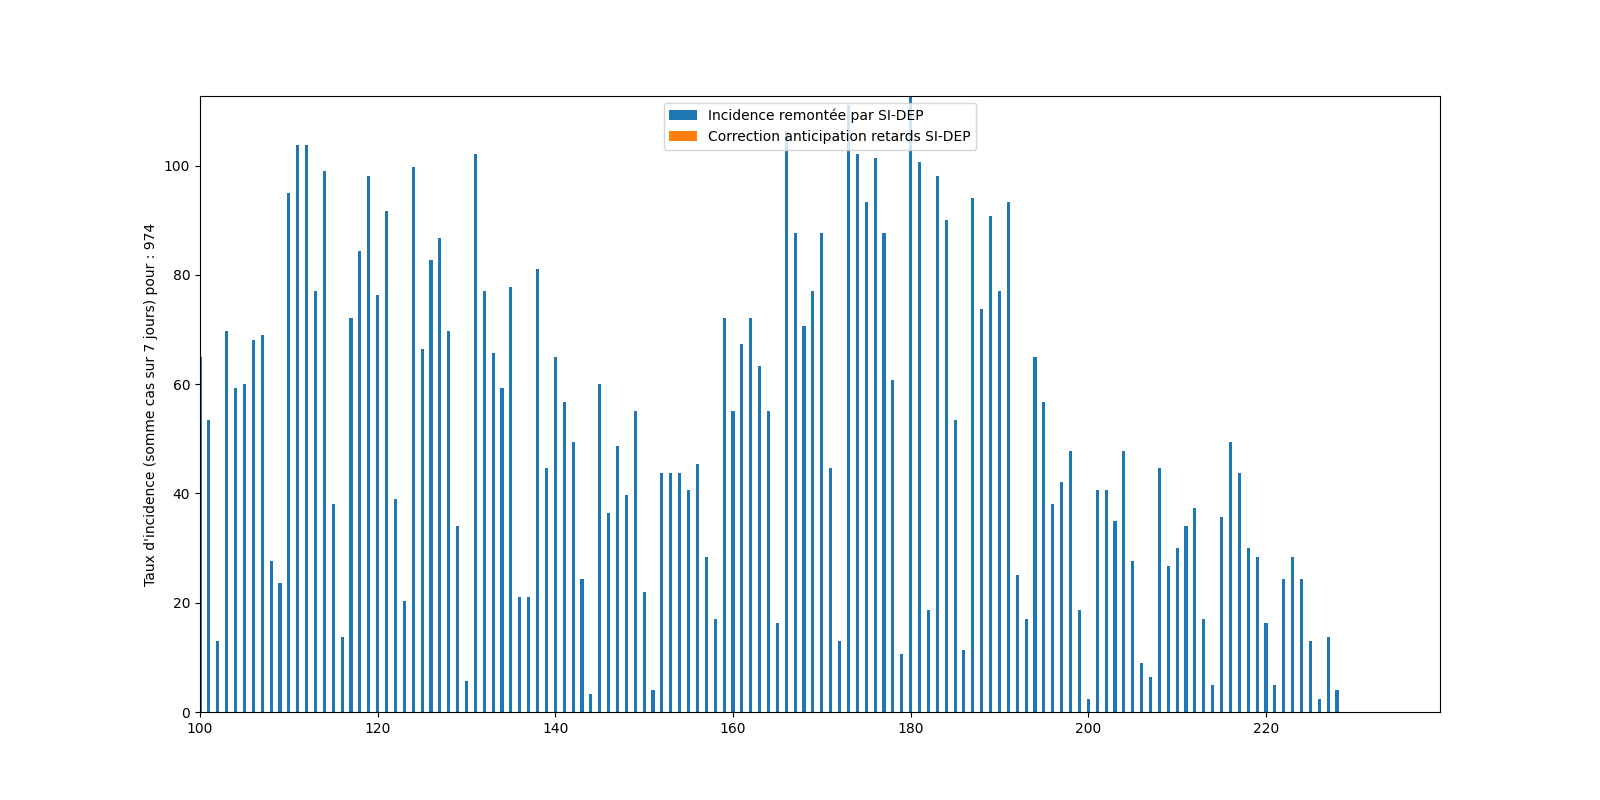 Incidence remontée par SI-DEP
Correction anticipation retards SI-DEP
Taux d'incidence (somme cas sur 7 jours) pour : 974
100
80
60
40
20
0
100 120 140 160 180 200 220